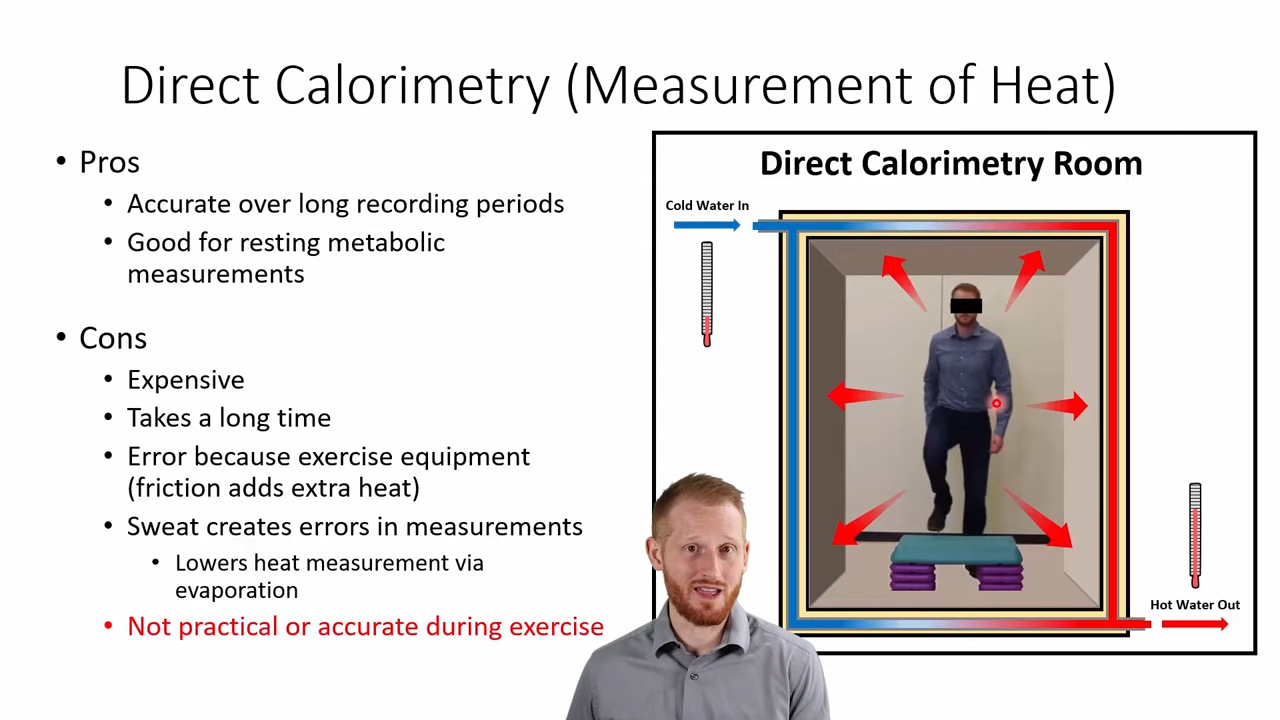 Direct Calorimetry (Measurement of Heat)
• Pros
• Accurate over long recording periods
• Good for resting metabolic
measurements
• Cons
• Expensive
• Takes a long time
• Error because exercise equipment
(friction adds extra heat)
• Sweat creates errors in measurements
• Lowers heat measurement via
evaporation
• Not practical or accurate during exercise
Direct Calorimetry Room
Cold Water In
Hot Water Out